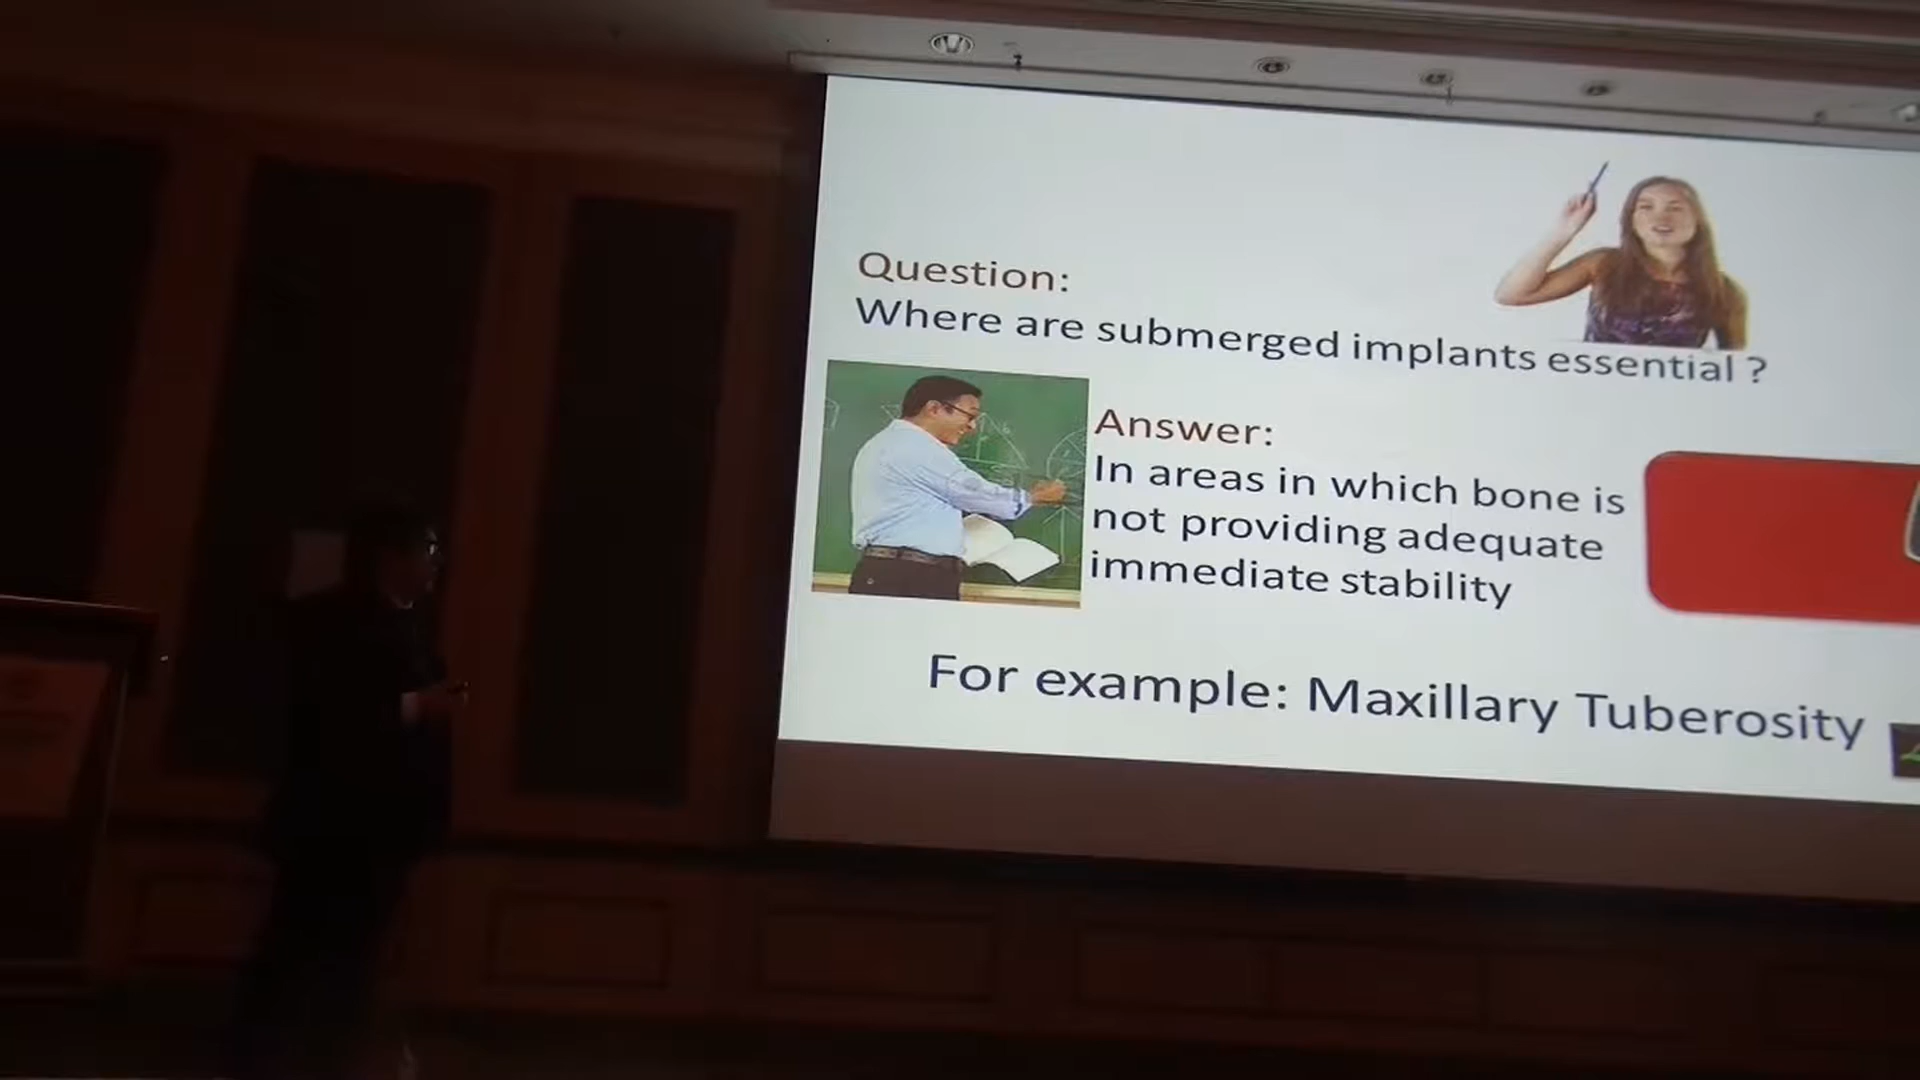 Question:
Where are submerged implants essential ?
Answer:
In areas in which bone is
not providing adequate
immediate stability
For example: Maxillary Tuberosity